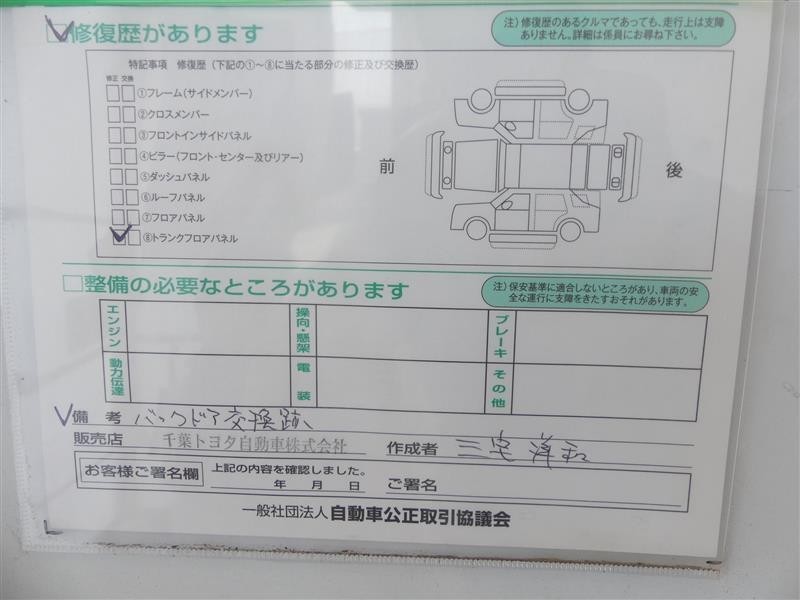 ☑修復歴があります
注）修復歴のあるクルマであっても、走行上は支障
ありません。詳細は係員にお尋ね下さい。
特記事項　修復歴（下記の①～⑧に当たる部分の修正及び交換歴）
修正 交換
□□①フレーム（サイドメンバー）
□□②クロスメンバー
□□③フロントインサイドパネル
□□④ピラー（フロント・センター及びリアー）
□□⑤ダッシュパネル
□□⑥ルーフパネル
□□⑦フロアパネル
☑□⑧トランクフロアパネル
前
後
□整備の必要なところがあります
注）保安基準に適合しないところがあり、車両の安
全な運行に支障をきたすおそれがあります。
エンジン
操向・懸架
ブレーキ
動力伝達
電装
その他
✓備考 バックドア交換跡、
販売店 千葉トヨタ自動車株式会社 作成者 三宅 洋和
お客様ご署名欄
上記の内容を確認しました。
年 月 日 ご署名
一般社団法人 自動車公正取引協議会